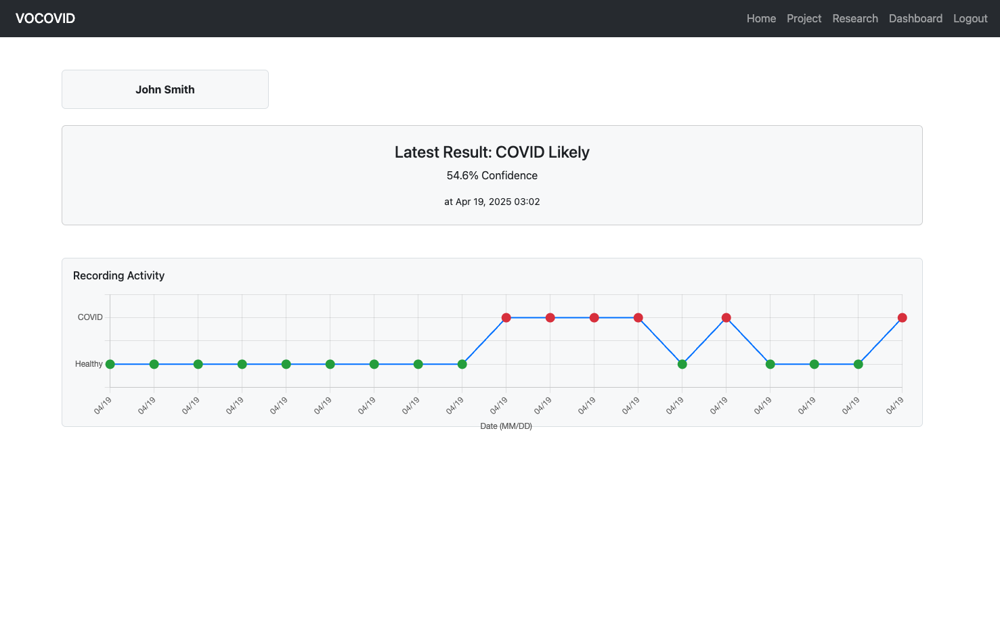 VOCOVID
Home Project Research Dashboard Logout
John Smith
Latest Result: COVID Likely
54.6% Confidence
at Apr 19, 2025 03:02
Recording Activity
COVID
Healthy
04/19 04/19 04/19 04/19 04/19 04/19 04/19 04/19 04/19 04/19 04/19 04/19 04/19 04/19 04/19 04/19 04/19 04/19 04/19
Date (MM/DD)